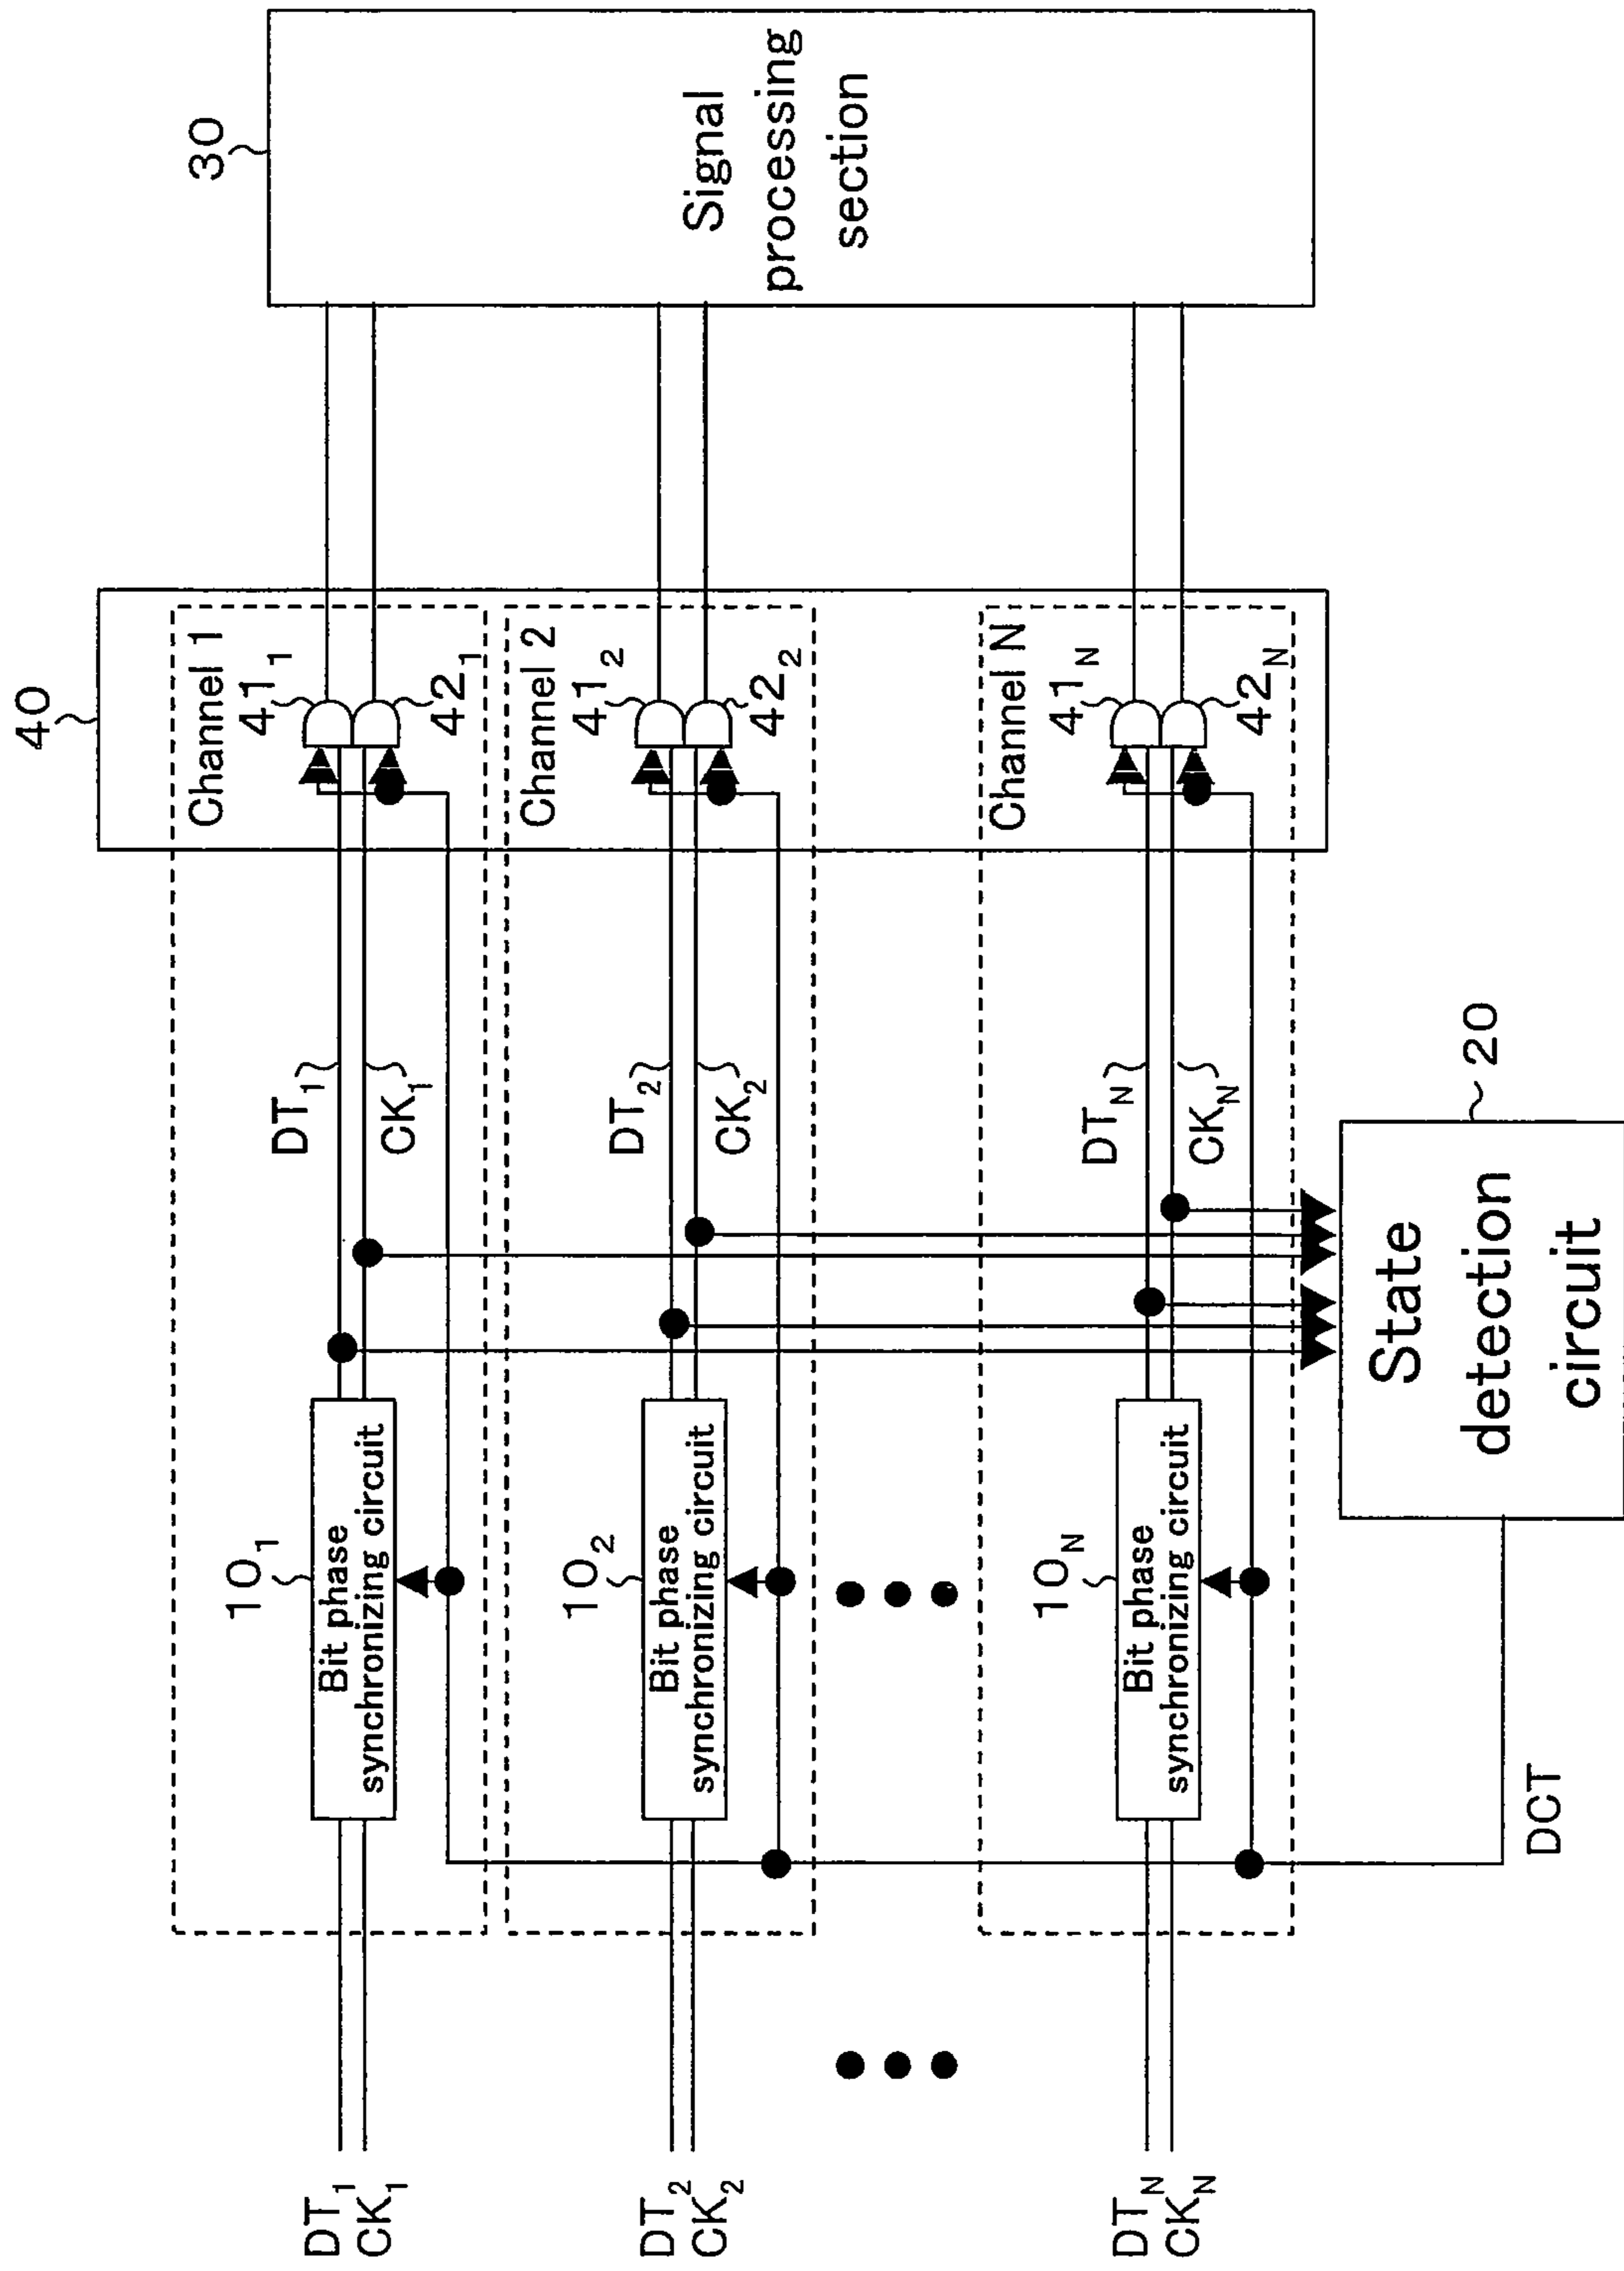 40
30
Channel 1
41₁
42₁
DT₁
CK₁
10₁
Bit phase
synchronizing circuit
DT₁
CK₁
Channel 2
41₂
42₂
DT₂
CK₂
10₂
Bit phase
synchronizing circuit
DT₂
CK₂
Channel N
41N
42N
DTN
CKN
10N
Bit phase
synchronizing circuit
DTN
CKN
Signal
processing
section
State
detection
circuit
20
DCT